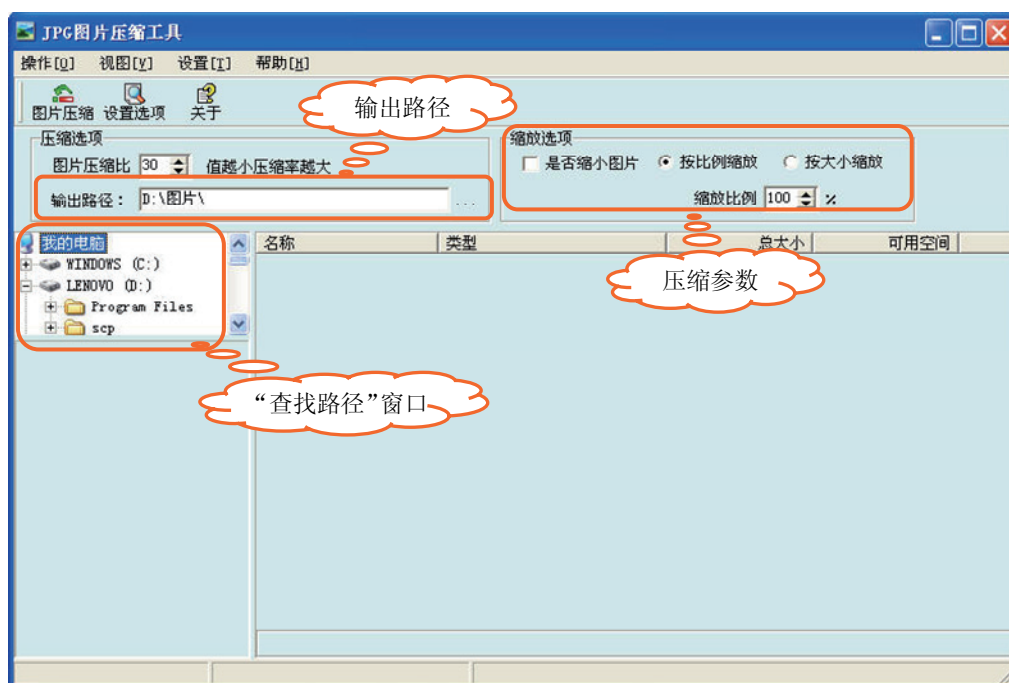 JPG图片压缩工具
操作[O] 视图[V] 设置[T] 帮助[H]
图片压缩 设置选项 关于
输出路径
压缩选项
图片压缩比 30 值越小压缩率越大
输出路径： D:\图片\ ...
缩放选项
是否缩小图片 按比例缩放 按大小缩放
缩放比例 100 %
我的电脑
WINDOWS (C:)
LENOVO (D:)
Program Files
scp
名称 类型 总大小 可用空间
压缩参数
“查找路径”窗口